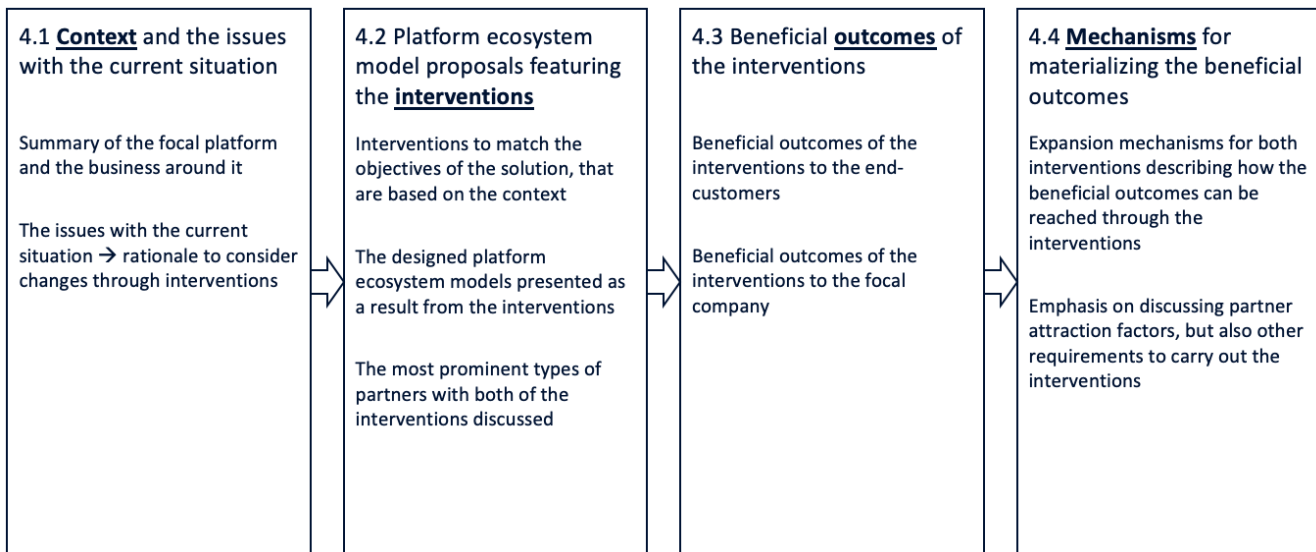 4.1 Context and the issues
with the current situation
Summary of the focal platform
and the business around it
The issues with the current
situation → rationale to consider
changes through interventions
4.2 Platform ecosystem
model proposals featuring
the interventions
Interventions to match the
objectives of the solution, that
are based on the context
The designed platform
ecosystem models presented as
a result from the interventions
The most prominent types of
partners with both of the
interventions discussed
4.3 Beneficial outcomes of
the interventions
Beneficial outcomes of the
interventions to the end-
customers
Beneficial outcomes of the
interventions to the focal
company
4.4 Mechanisms for
materializing the beneficial
outcomes
Expansion mechanisms for both
interventions describing how the
beneficial outcomes can be
reached through the
interventions
Emphasis on discussing partner
attraction factors, but also other
requirements to carry out the
interventions